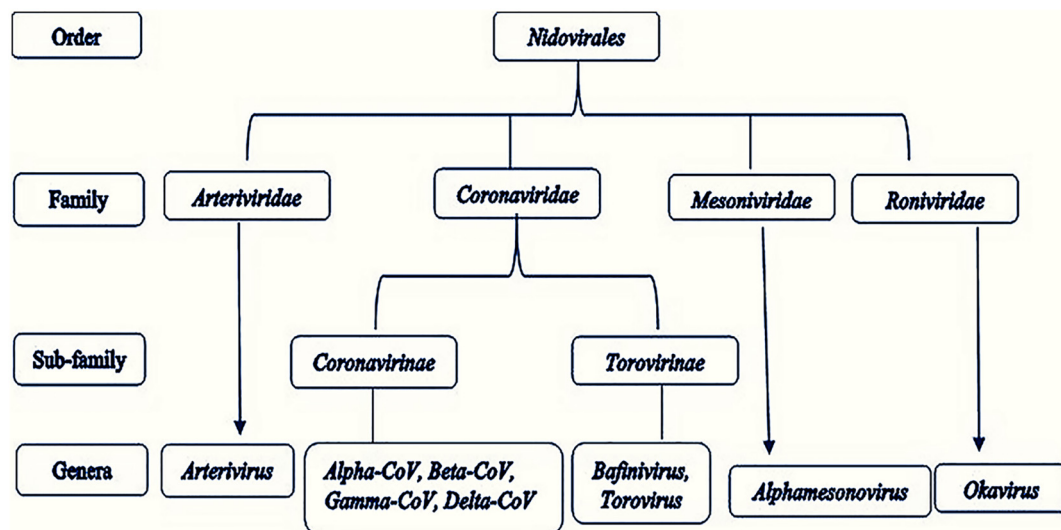 Order
Nidovirales
Family
Arteriviridae
Coronaviridae
Mesoniviridae
Roniviridae
Sub-family
Coronavirinae
Torovirinae
Genera
Arterivirus
Alpha-CoV, Beta-CoV,
Gamma-CoV, Delta-CoV
Bafinivirus,
Torovirus
Alphamesonovirus
Okavirus